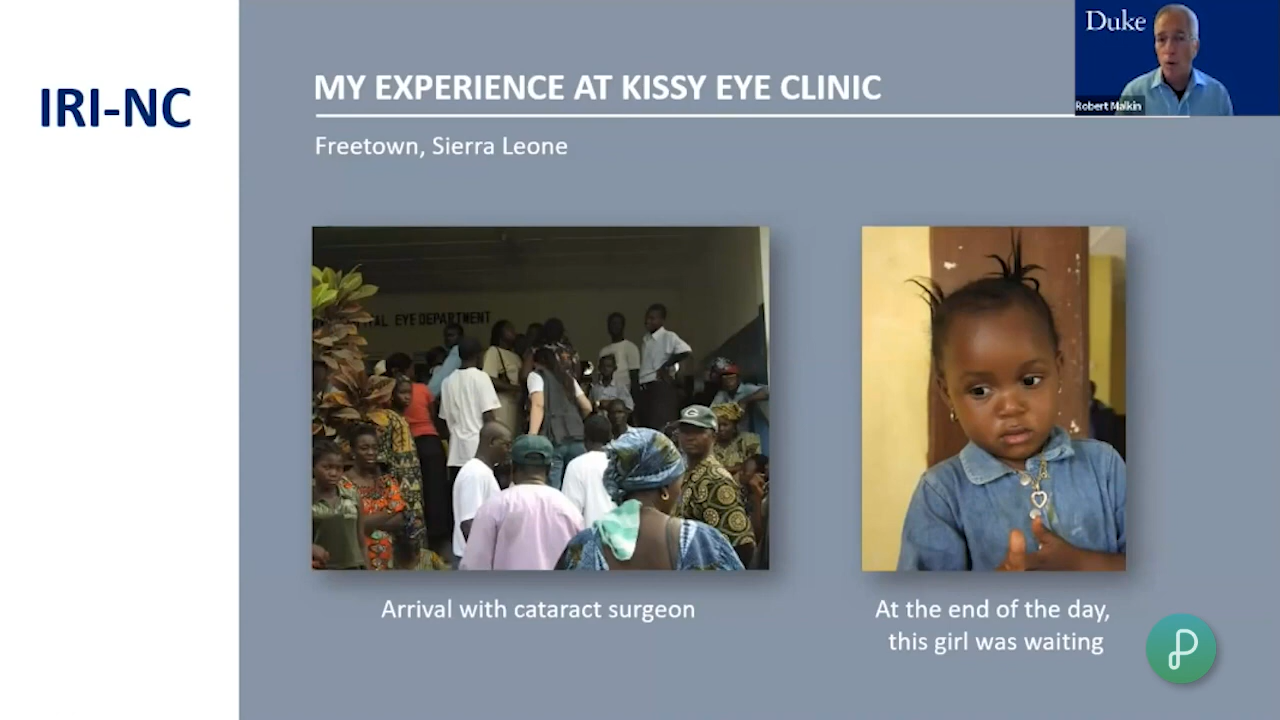 IRI-NC
MY EXPERIENCE AT KISSY EYE CLINIC
Freetown, Sierra Leone
Duke
Robert Malkin
EYE DEPARTMENT
G
Arrival with cataract surgeon
At the end of the day,
this girl was waiting